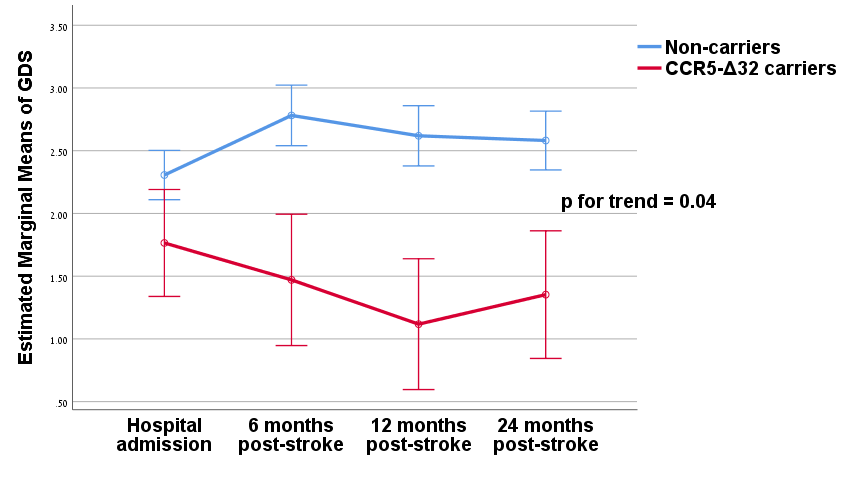 Estimated Marginal Means of GDS
3.50
3.00
2.50
2.00
1.50
1.00
.50
Non-carriers
CCR5-Δ32 carriers
p for trend = 0.04
Hospital
admission
6 months
post-stroke
12 months
post-stroke
24 months
post-stroke